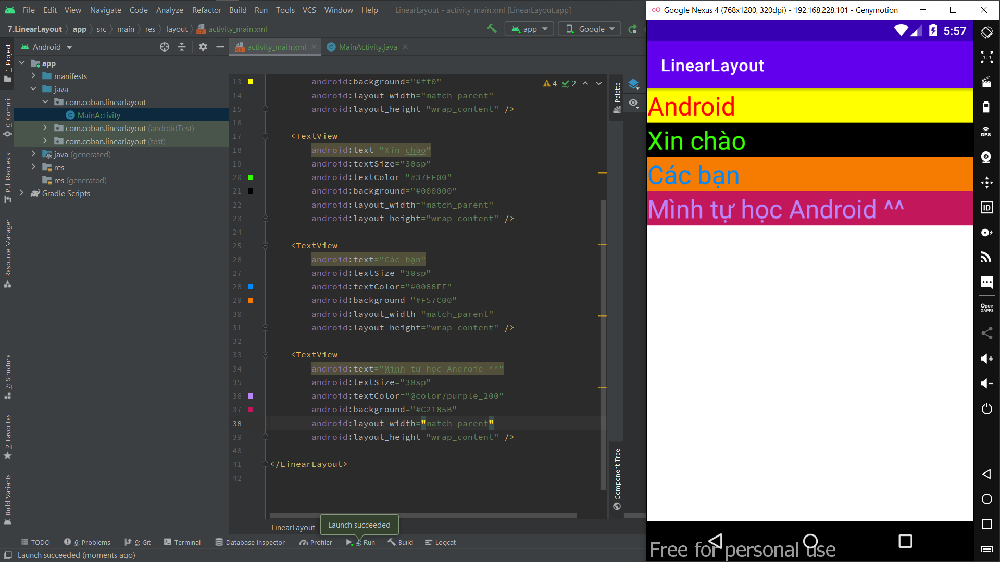 File Edit View Navigate Code Analyze Refactor Build Run Tools VCS Window Help LinearLayout - activity_main.xml [LinearLayout.app]
7.LinearLayout app src main res layout activity_main.xml app Google
Android
activity_main.xml MainActivity.java
1: Project
0: Commit
Pull Requests
Resource Manager
7: Structure
2: Favorites
Build Variants
app
manifests
java
com.coban.linearlayout
MainActivity
com.coban.linearlayout (androidTest)
com.coban.linearlayout (test)
java (generated)
res
res (generated)
Gradle Scripts
4 2
13 android:background="#ff0"
14 android:layout_width="match_parent"
15 android:layout_height="wrap_content" />
16
17 <TextView
18 android:text="Xin chào"
19 android:textSize="30sp"
20 android:textColor="#37FF00"
21 android:background="#000000"
22 android:layout_width="match_parent"
23 android:layout_height="wrap_content" />
24
25 <TextView
26 android:text="Các bạn"
27 android:textSize="30sp"
28 android:textColor="#0088FF"
29 android:background="#F57C00"
30 android:layout_width="match_parent"
31 android:layout_height="wrap_content" />
32
33 <TextView
34 android:text="Mình tự học Android ^^"
35 android:textSize="30sp"
36 android:textColor="@color/purple_200"
37 android:background="#C2185B"
38 android:layout_width="match_parent"
39 android:layout_height="wrap_content" />
40
41 </LinearLayout>
42
Palette
Component Tree
LinearLayout
Launch succeeded
TODO 6: Problems 9: Git Terminal Database Inspector Profiler 4: Run Build Logcat
Launch succeeded (moments ago)
Google Nexus 4 (768x1280, 320dpi) - 192.168.228.101 - Genymotion
5:57
LinearLayout
Android
Xin chào
Các bạn
Mình tự học Android ^^
Free for personal use
1:1
GPS
ID
Open
GAPPS